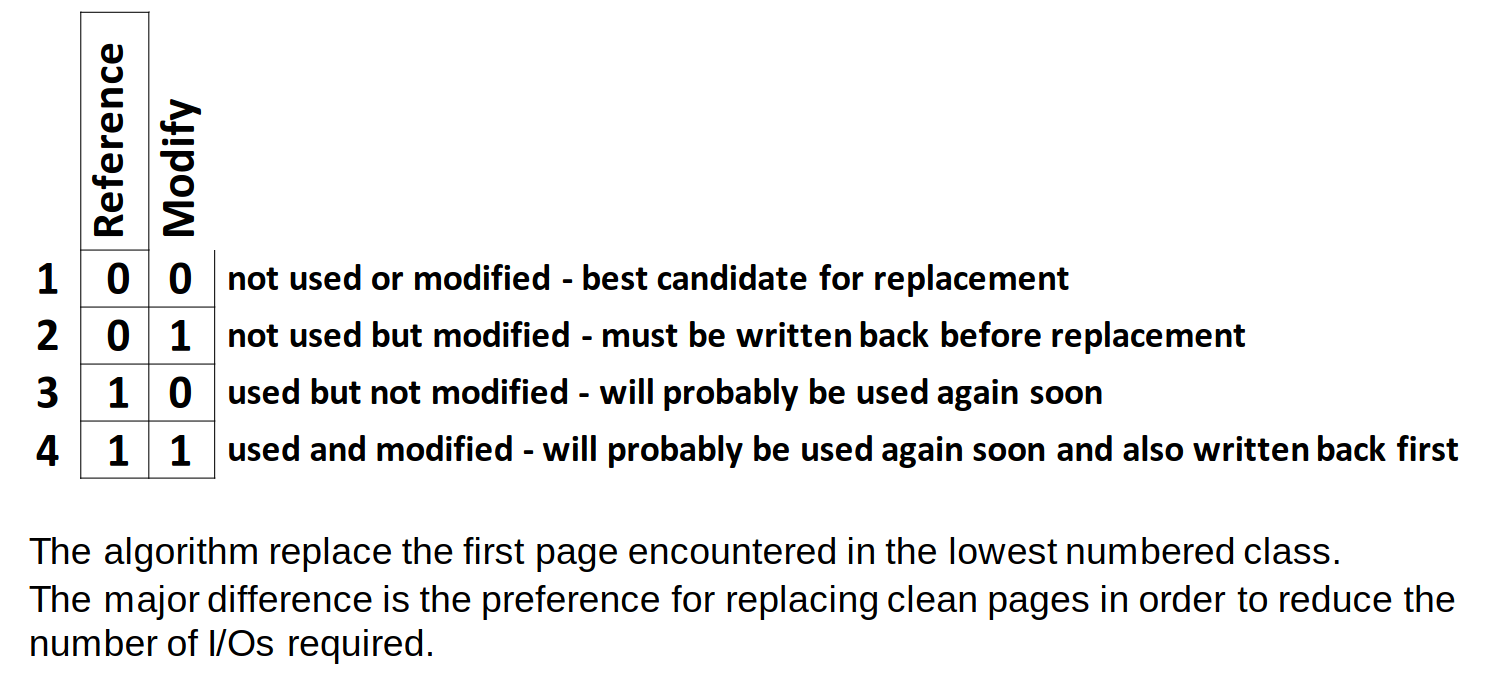 Reference Modify
1 0 0 not used or modified - best candidate for replacement
2 0 1 not used but modified - must be written back before replacement
3 1 0 used but not modified - will probably be used again soon
4 1 1 used and modified - will probably be used again soon and also written back first
The algorithm replace the first page encountered in the lowest numbered class.
The major difference is the preference for replacing clean pages in order to reduce the
number of I/Os required.